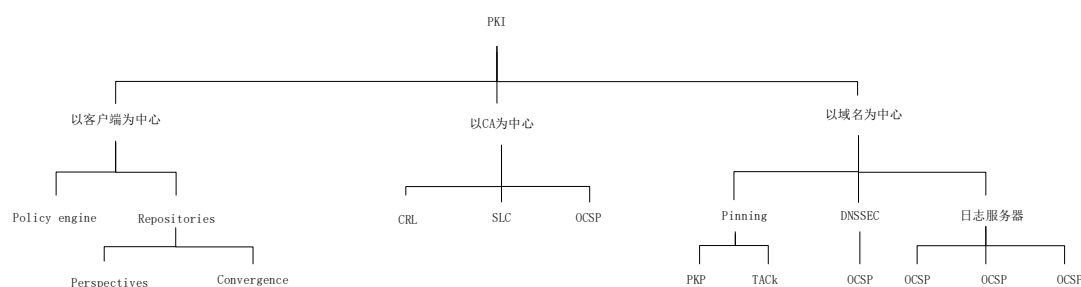 PKI
以客户端为中心
以CA为中心
以域名为中心
Policy engine
Repositories
CRL
SLC
OCSP
Pinning
DNSSEC
日志服务器
Perspectives
Convergence
PKP
TACk
OCSP
OCSP
OCSP
OCSP